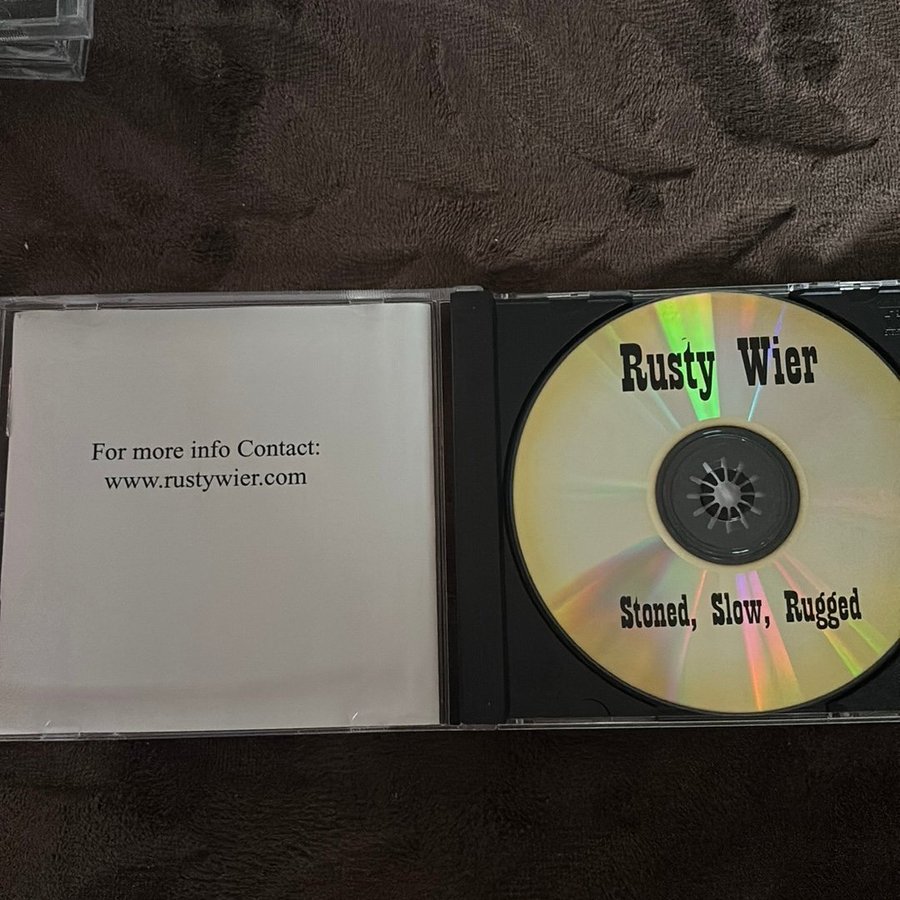 For more info Contact:
www.rustywier.com
Rusty Wier
Stoned, Slow, Rugged